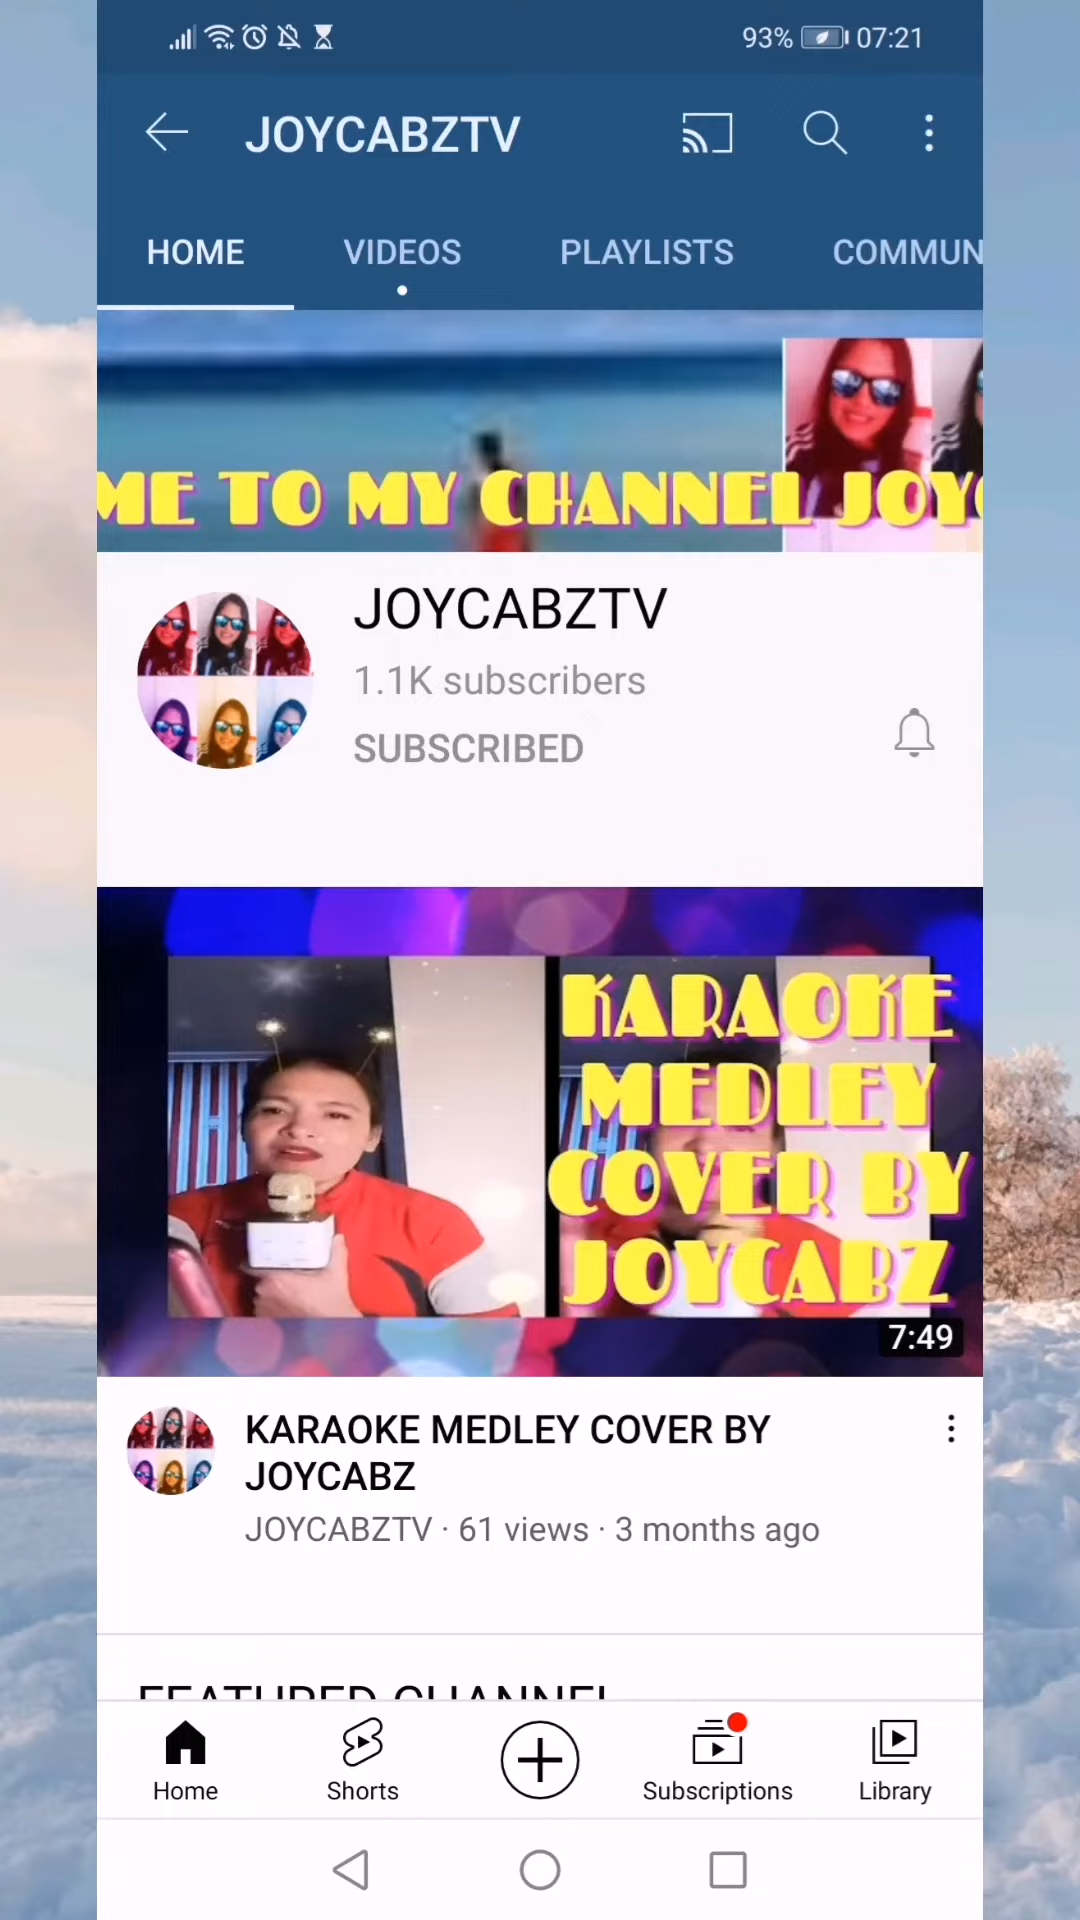 93% 07:21
JOYCABZTV
HOME VIDEOS PLAYLISTS COMMUN
ME TO MY CHANNEL JOY
JOYCABZTV
1.1K subscribers
SUBSCRIBED
KARAOKE
MEDLEY
COVER BY
JOYCABZ
7:49
KARAOKE MEDLEY COVER BY
JOYCABZ
JOYCABZTV · 61 views · 3 months ago
FEATURED CHANNEL
Home Shorts Subscriptions Library